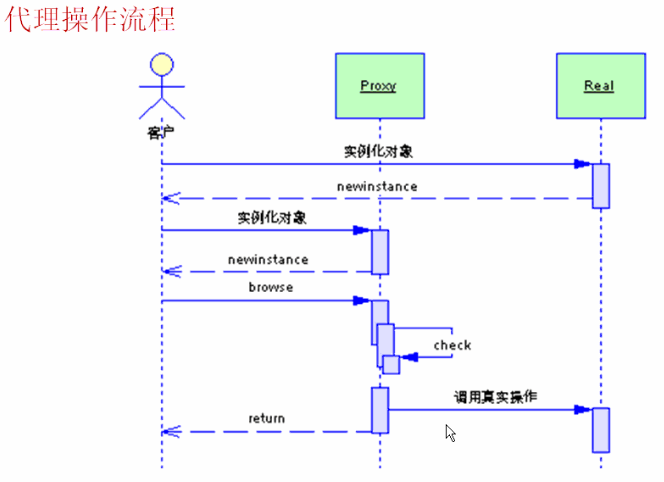 代理操作流程
Proxy
Real
客户
实例化对象
newinstance
实例化对象
newinstance
browse
check
调用真实操作
return